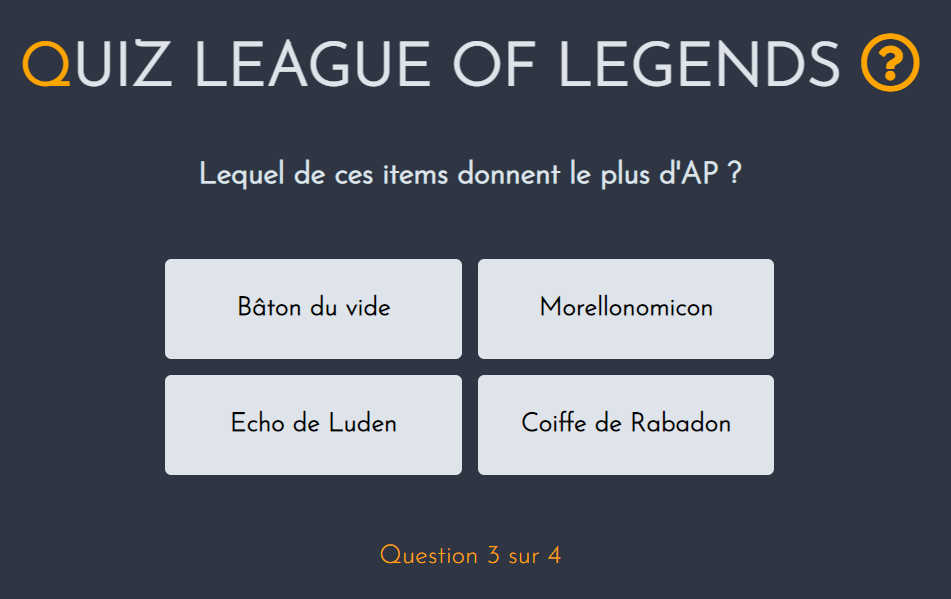 QUIZ LEAGUE OF LEGENDS ?
Lequel de ces items donnent le plus d'AP ?
Bâton du vide
Morellonomicon
Echo de Luden
Coiffe de Rabadon
Question 3 sur 4